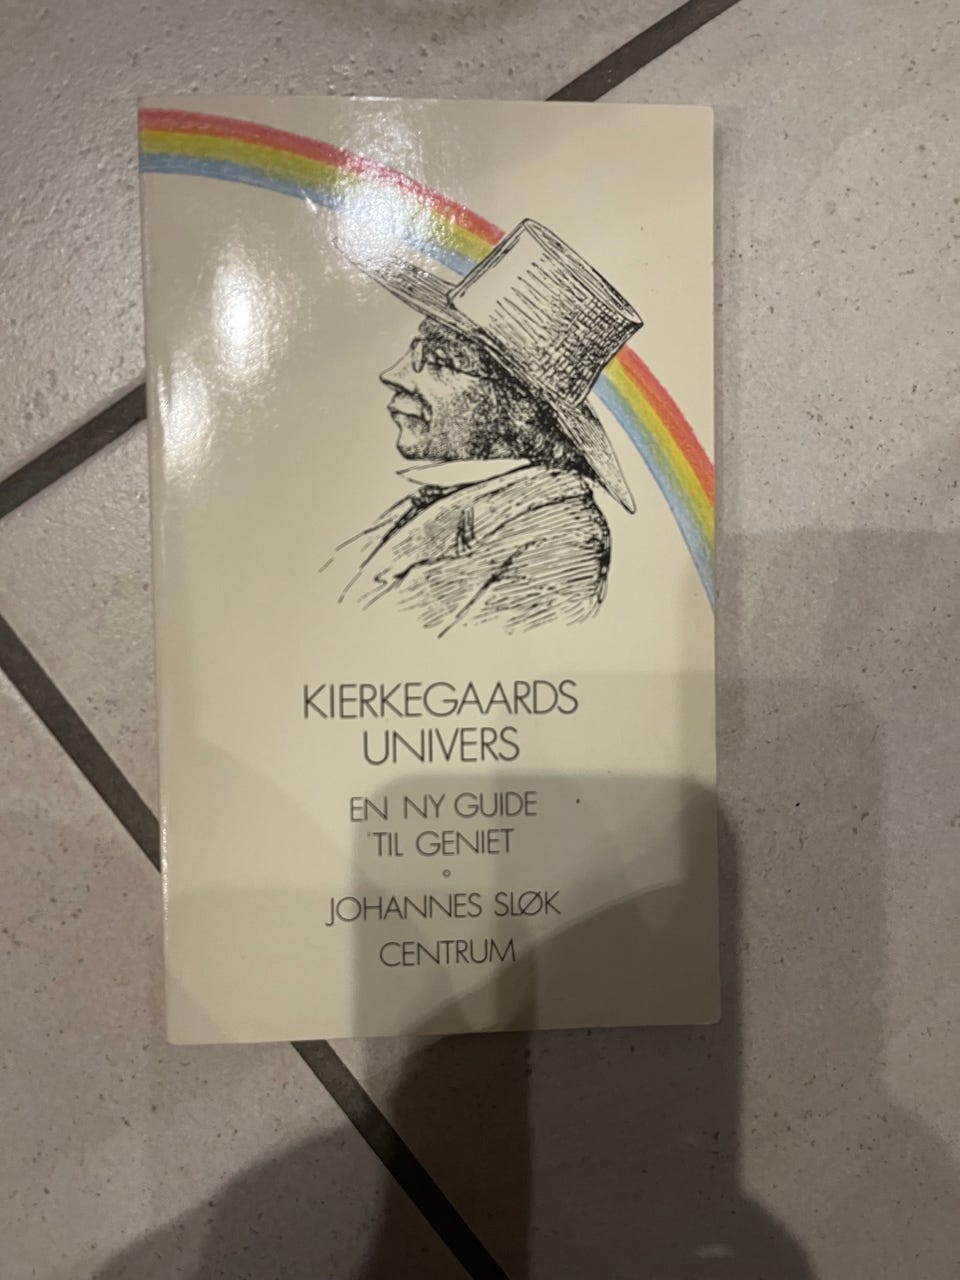 KIERKEGAARDS
UNIVERS
EN NY GUIDE
TIL GENIET
JOHANNES SLØK
CENTRUM